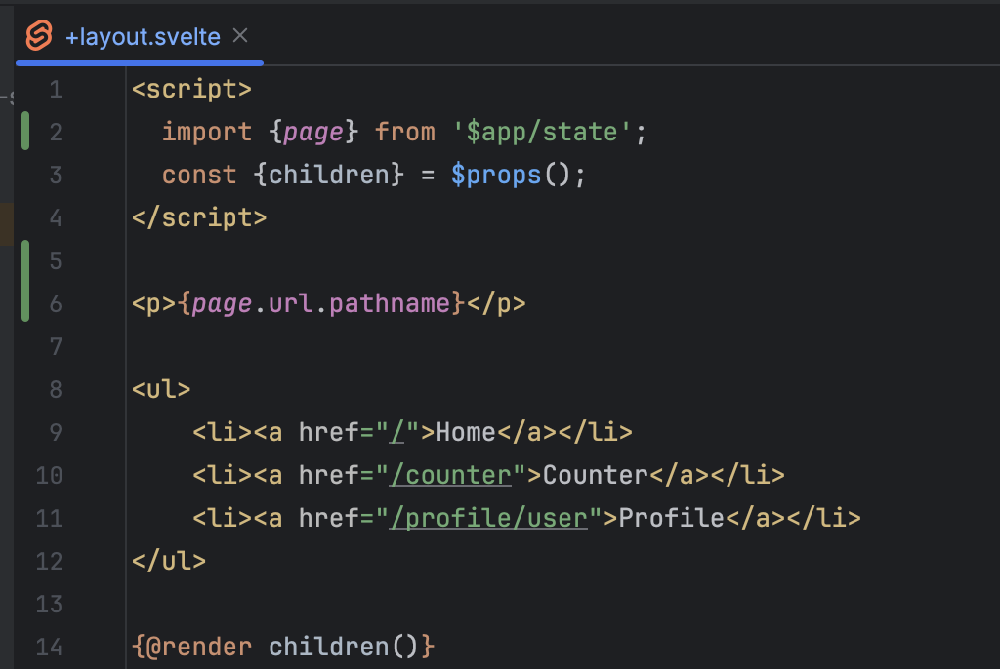 +layout.svelte
1 <script>
2 import {page} from '$app/state';
3 const {children} = $props();
4 </script>
5
6 <p>{page.url.pathname}</p>
7
8 <ul>
9 <li><a href="/">Home</a></li>
10 <li><a href="/counter">Counter</a></li>
11 <li><a href="/profile/user">Profile</a></li>
12 </ul>
13
14 {@render children()}